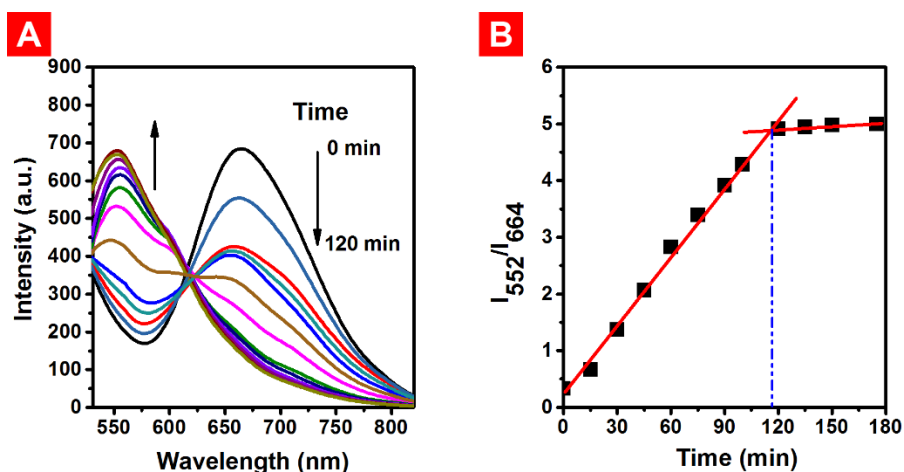 A
900
800
700
600
500
400
300
200
100
0
550 600 650 700 750 800
Intensity (a.u.)
Wavelength (nm)
Time
0 min
120 min
B
6
5
4
3
2
1
0
0 30 60 90 120 150 180
I552/I664
Time (min)